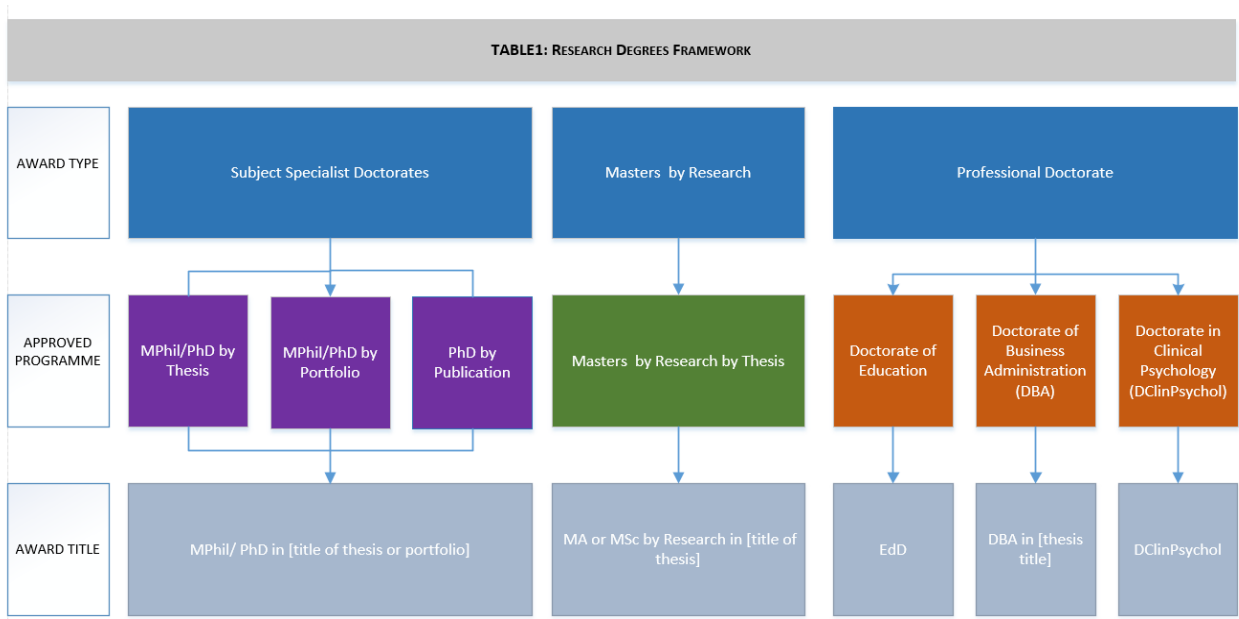 TABLE1: RESEARCH DEGREES FRAMEWORK
AWARD TYPE
Subject Specialist Doctorates
Masters by Research
Professional Doctorate
APPROVED
PROGRAMME
MPhil/PhD by
Thesis
MPhil/PhD by
Portfolio
PhD by
Publication
Masters by Research by Thesis
Doctorate of
Education
Doctorate of
Business
Administration
(DBA)
Doctorate in
Clinical
Psychology
(DClinPsychol)
AWARD TITLE
MPhil/ PhD in [title of thesis or portfolio]
MA or MSc by Research in [title of
thesis]
EdD
DBA in [thesis
title]
DClinPsychol